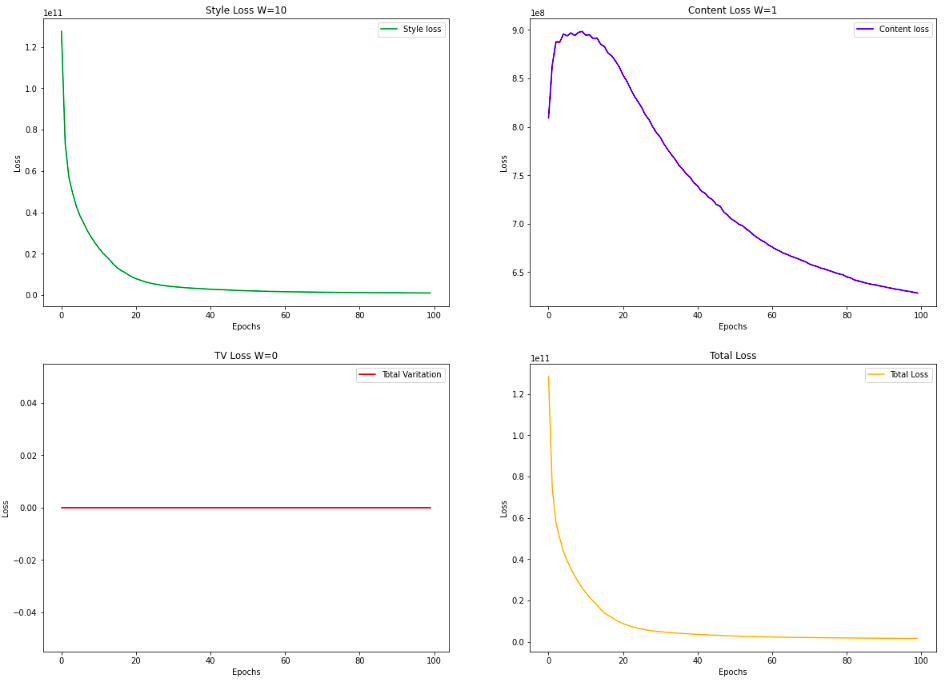 Style Loss W=10
1e11
Style loss
1.2
1.0
0.8
0.6
0.4
0.2
0.0
Loss
0 20 40 60 80 100
Epochs
Content Loss W=1
1e8
Content loss
9.0
8.5
8.0
7.5
7.0
6.5
Loss
0 20 40 60 80 100
Epochs
TV Loss W=0
Total Varitation
0.04
0.02
0.00
−0.02
−0.04
Loss
0 20 40 60 80 100
Epochs
Total Loss
1e11
Total Loss
1.2
1.0
0.8
0.6
0.4
0.2
0.0
Loss
0 20 40 60 80 100
Epochs